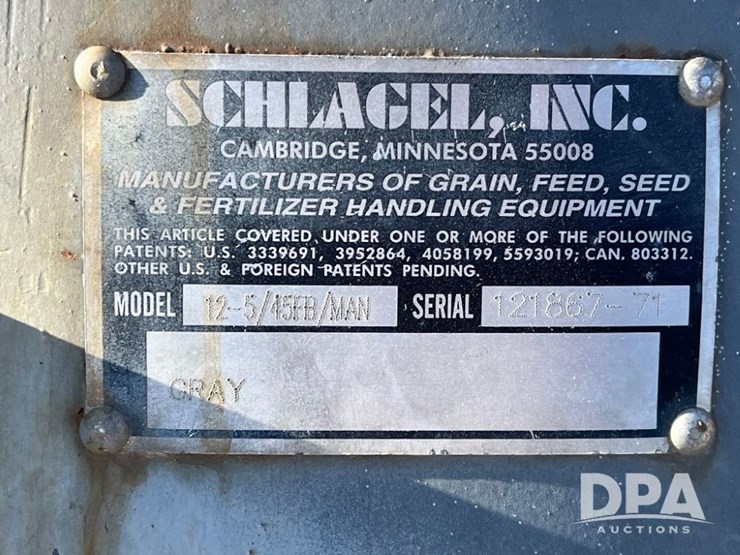 SCHLAGEL, INC.
CAMBRIDGE, MINNESOTA 55008
MANUFACTURERS OF GRAIN, FEED, SEED
& FERTILIZER HANDLING EQUIPMENT
THIS ARTICLE COVERED UNDER ONE OR MORE OF THE FOLLOWING
PATENTS: U.S. 3339691, 3952864, 4058199, 5593019; CAN. 803312.
OTHER U.S. & FOREIGN PATENTS PENDING.
MODEL 12-5/45FB/MAN SERIAL 121867-71
GRAY
DPA
AUCTIONS